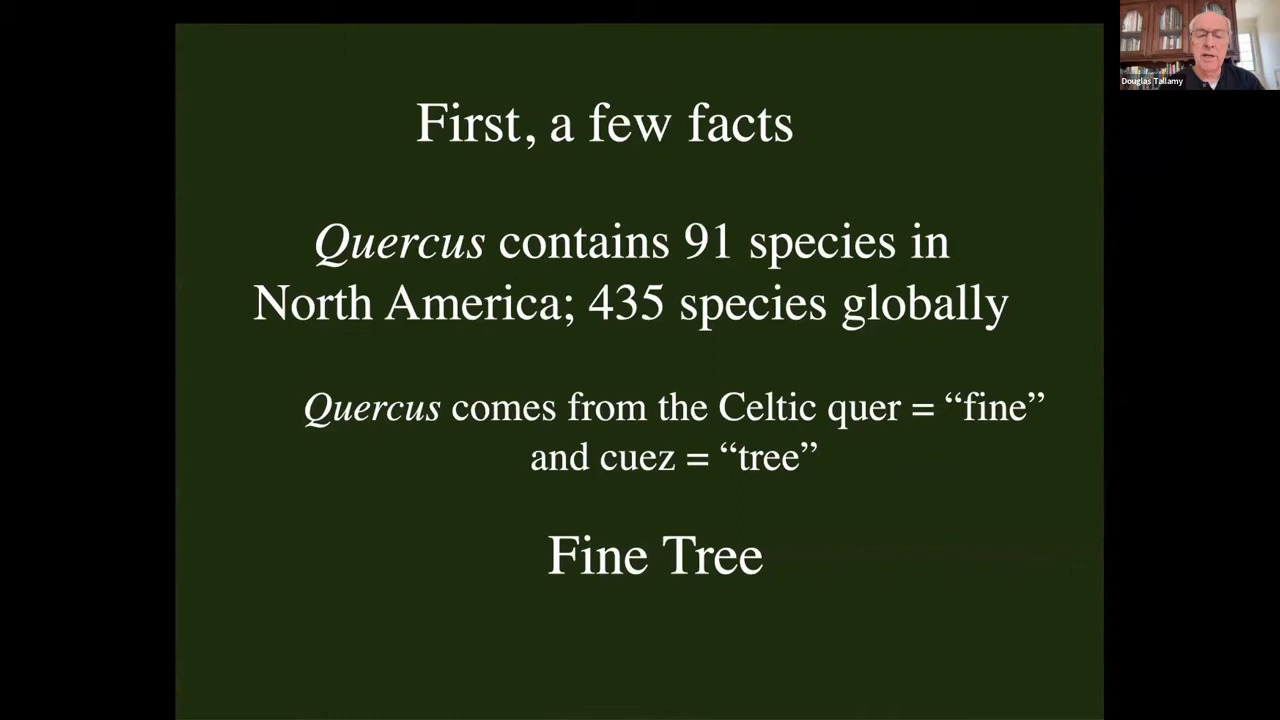 First, a few facts
Quercus contains 91 species in
North America; 435 species globally
Quercus comes from the Celtic quer = “fine”
and cuez = “tree”
Fine Tree
Douglas Tallamy